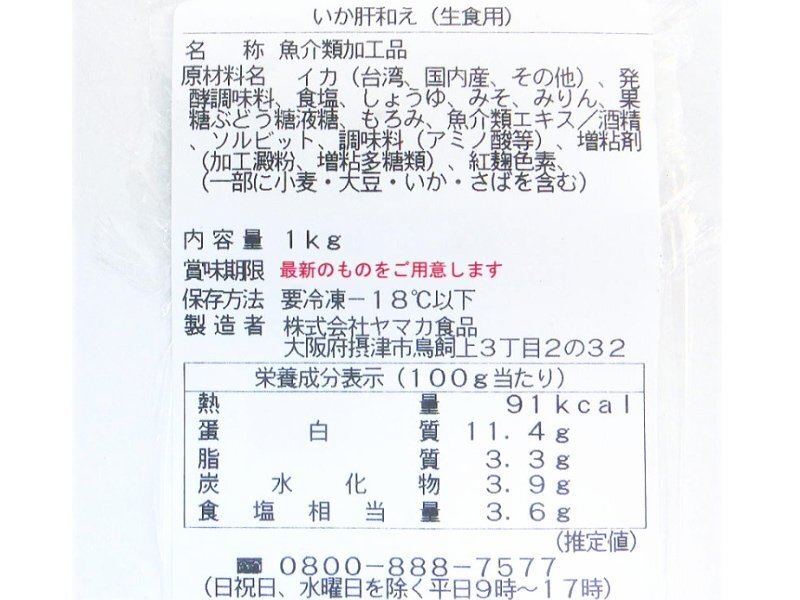 いか肝和え（生食用）
名　称　魚介類加工品
原材料名　イカ（台湾、国内産、その他）、発
酵調味料、食塩、しょうゆ、みそ、みりん、果
糖ぶどう糖液糖、もろみ、魚介類エキス／酒精
、ソルビット、調味料（アミノ酸等）、増粘剤
（加工澱粉、増粘多糖類）、紅麹色素、
（一部に小麦・大豆・いか・さばを含む）
内容量　１ｋｇ
賞味期限　最新のものをご用意します
保存方法　要冷凍－１８℃以下
製造者　株式会社ヤマカ食品
大阪府摂津市鳥飼上３丁目２の３２
栄養成分表示（１００ｇ当たり）
熱量　９１ｋｃａｌ
蛋白質　１１．４ｇ
脂質　３．３ｇ
炭水化物　３．９ｇ
食塩相当量　３．６ｇ
（推定値）
☎ ０８００－８８８－７５７７
（日祝日、水曜日を除く平日９時～１７時）